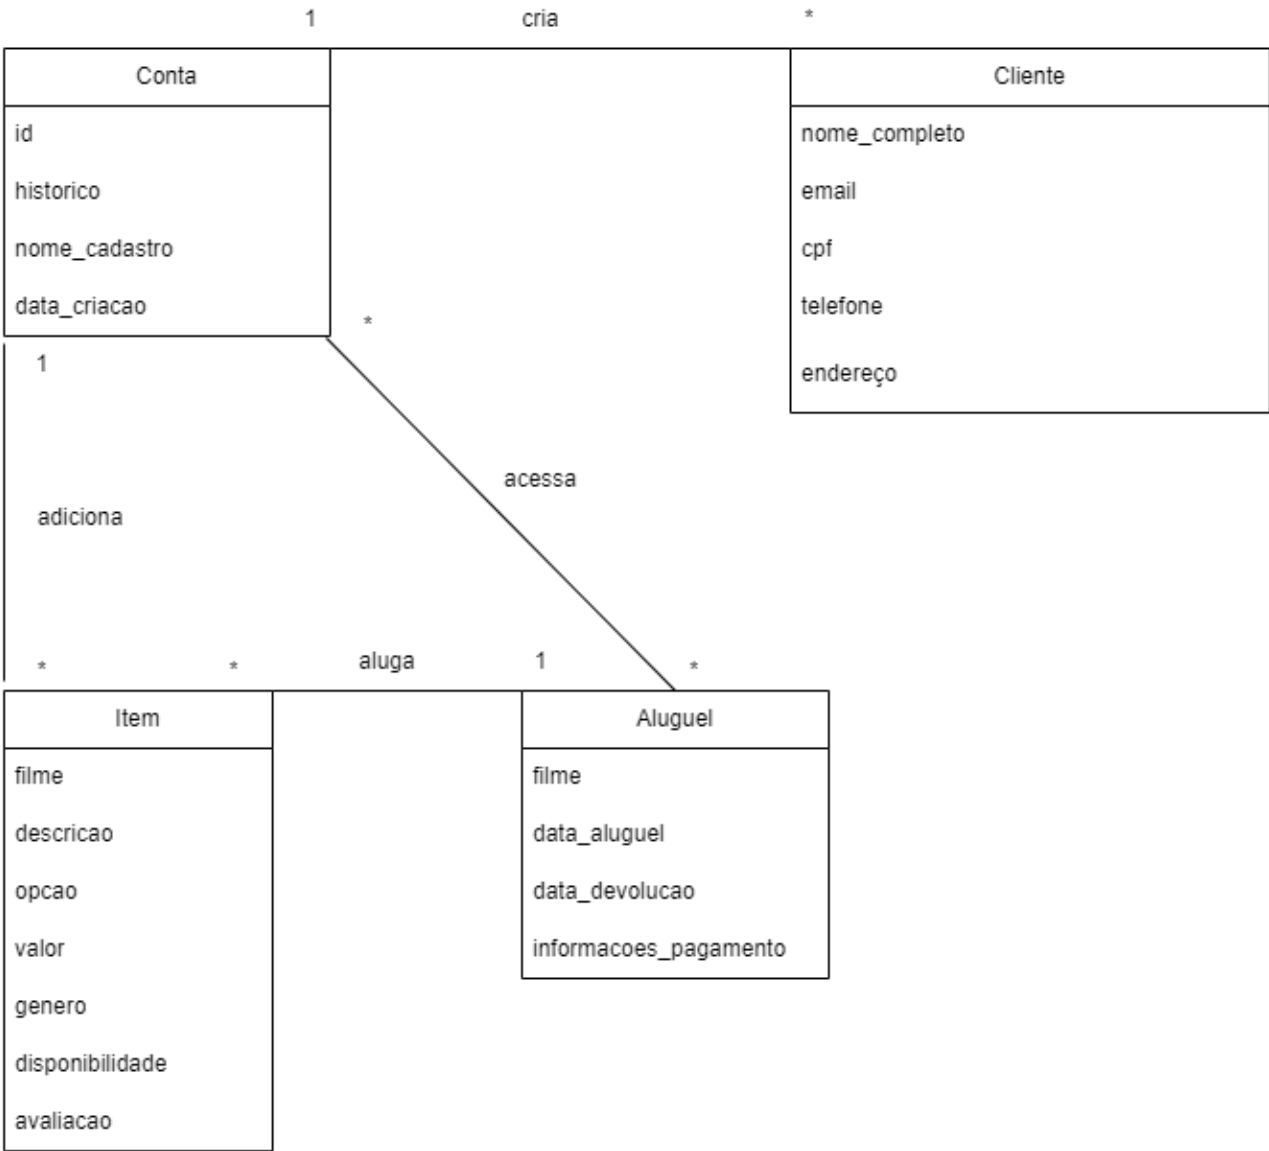 1 cria *
Conta
id
historico
nome_cadastro
data_criacao
Cliente
nome_completo
email
cpf
telefone
endereço
*
1
acessa
adiciona
* * aluga 1 *
Item
filme
descricao
opcao
valor
genero
disponibilidade
avaliacao
Aluguel
filme
data_aluguel
data_devolucao
informacoes_pagamento